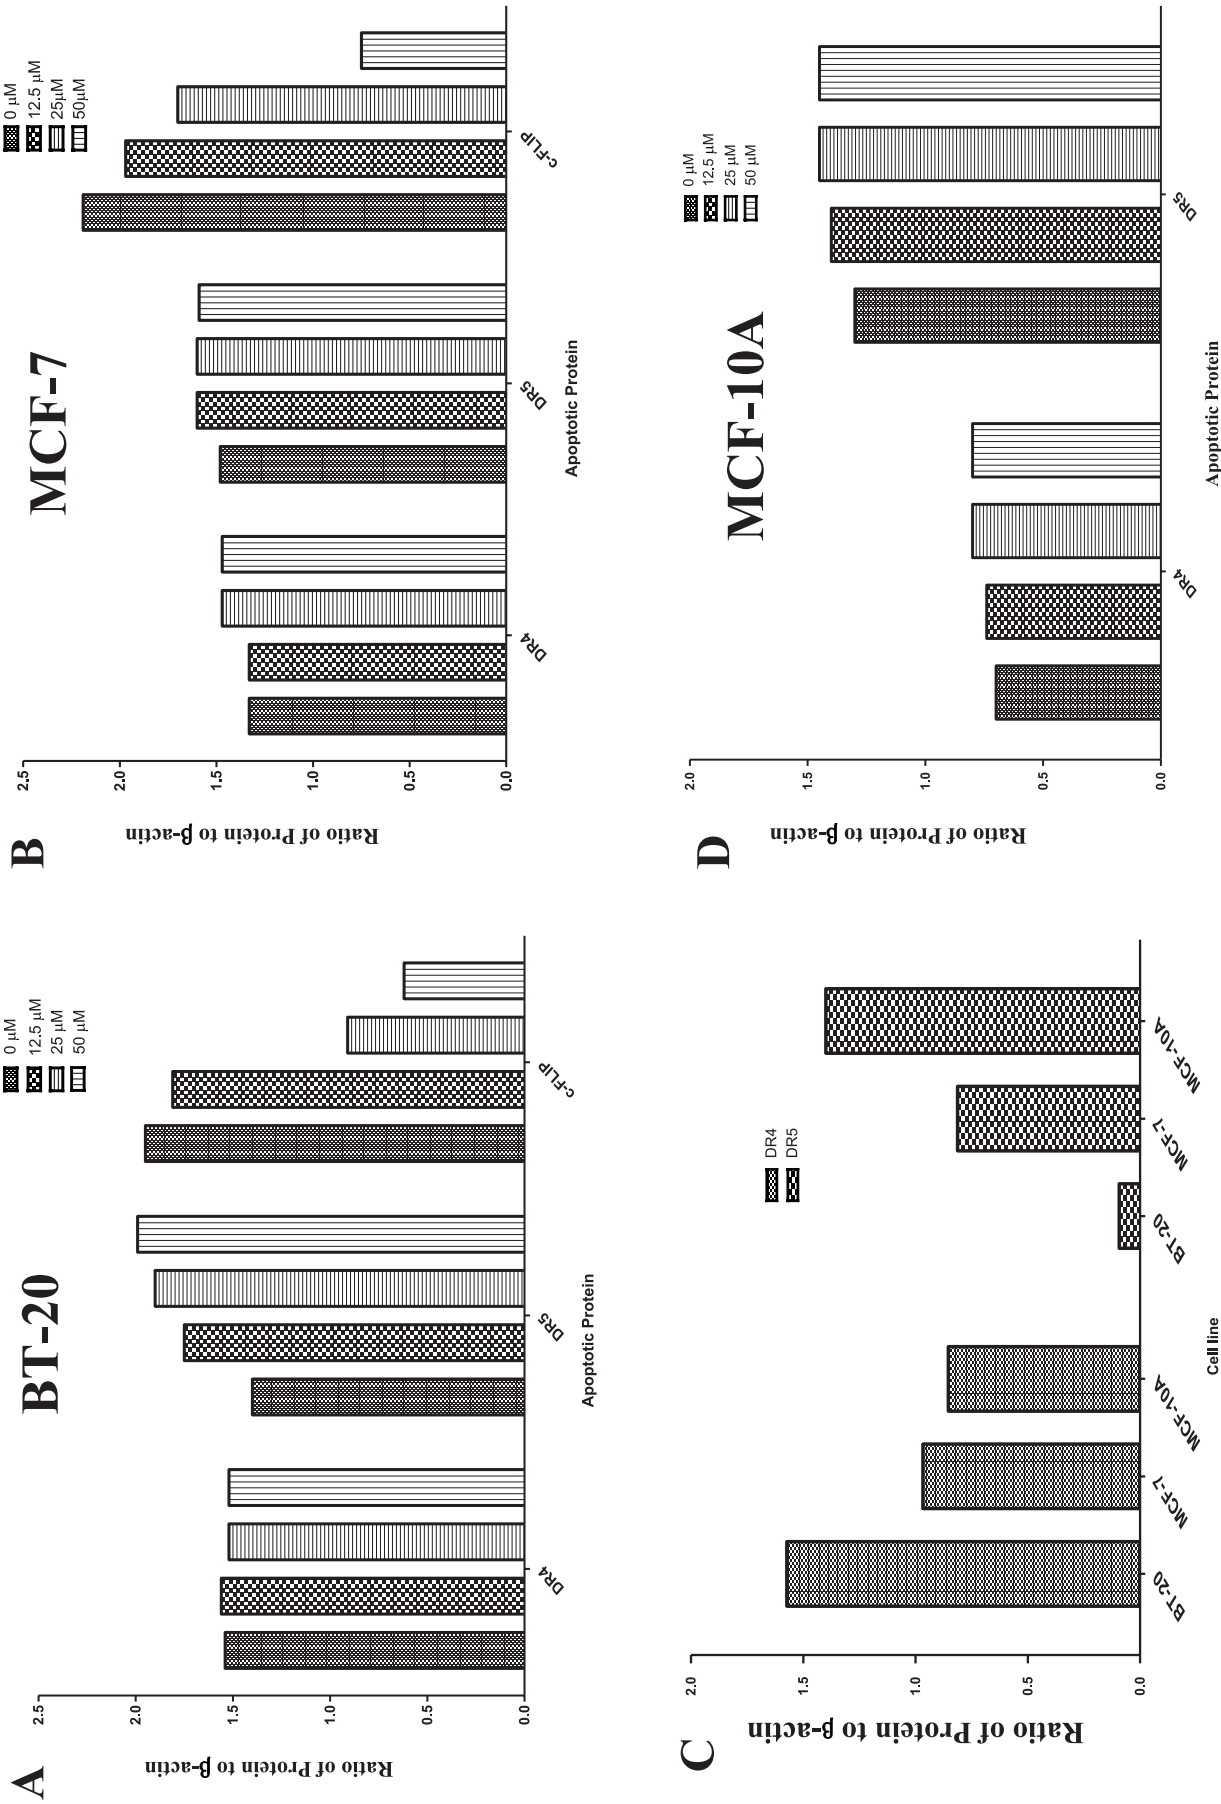 A
BT-20
0 µM
12.5 µM
25 µM
50 µM
Ratio of Protein to β-actin
2.5
2.0
1.5
1.0
0.5
0.0
DR4
DR5
c-FLIP
Apoptotic Protein
B
MCF-7
0 µM
12.5 µM
25µM
50µM
Ratio of Protein to β-actin
2.5
2.0
1.5
1.0
0.5
0.0
DR4
DR5
c-FLIP
Apoptotic Protein
C
DR4
DR5
Ratio of Protein to β-actin
2.0
1.5
1.0
0.5
0.0
BT-20
MCF-7
MCF-10A
BT-20
MCF-7
MCF-10A
Cell line
D
MCF-10A
0 µM
12.5 µM
25 µM
50 µM
Ratio of Protein to β-actin
2.0
1.5
1.0
0.5
0.0
DR4
DR5
Apoptotic Protein